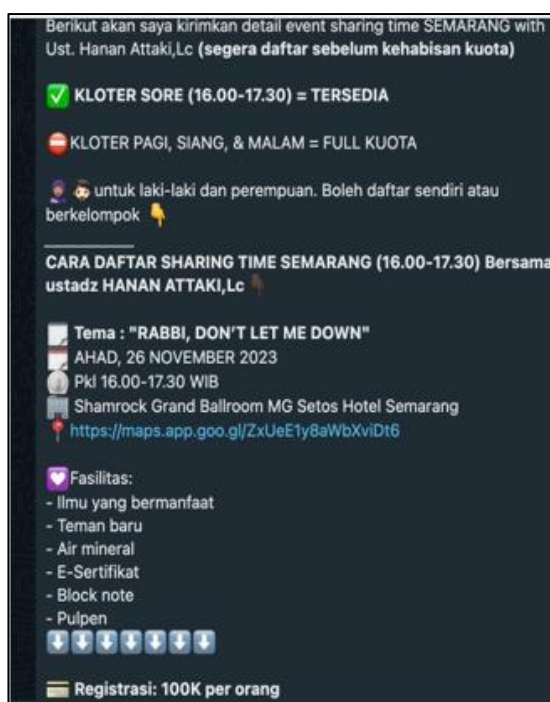 Berikut akan saya kirimkan detail event sharing time SEMARANG with
Ust. Hanan Attaki,Lc (segera daftar sebelum kehabisan kuota)
✅ KLOTER SORE (16.00-17.30) = TERSEDIA
⛔KLOTER PAGI, SIANG, & MALAM = FULL KUOTA
untuk laki-laki dan perempuan. Boleh daftar sendiri atau
berkelompok 👇
CARA DAFTAR SHARING TIME SEMARANG (16.00-17.30) Bersama
ustadz HANAN ATTAKI,Lc
Tema : "RABBI, DON'T LET ME DOWN"
AHAD, 26 NOVEMBER 2023
Pkl 16.00-17.30 WIB
Shamrock Grand Ballroom MG Setos Hotel Semarang
📍https://maps.app.goo.gl/ZxUeE1y8aWbXviDt6
💟Fasilitas:
- Ilmu yang bermanfaat
- Teman baru
- Air mineral
- E-Sertifikat
- Block note
- Pulpen
⬇️⬇️⬇️⬇️⬇️⬇️⬇️
💳 Registrasi: 100K per orang